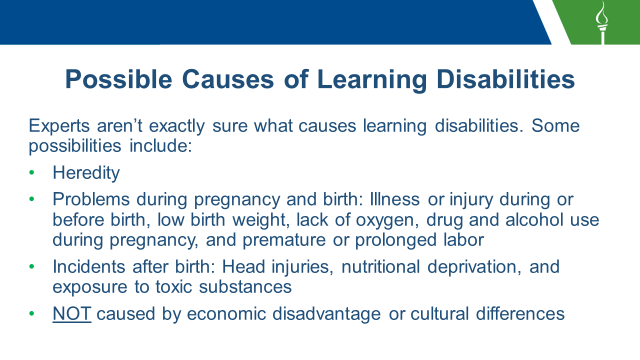 Possible Causes of Learning Disabilities
Experts aren’t exactly sure what causes learning disabilities. Some
possibilities include:
• Heredity
• Problems during pregnancy and birth: Illness or injury during or
before birth, low birth weight, lack of oxygen, drug and alcohol use
during pregnancy, and premature or prolonged labor
• Incidents after birth: Head injuries, nutritional deprivation, and
exposure to toxic substances
• NOT caused by economic disadvantage or cultural differences